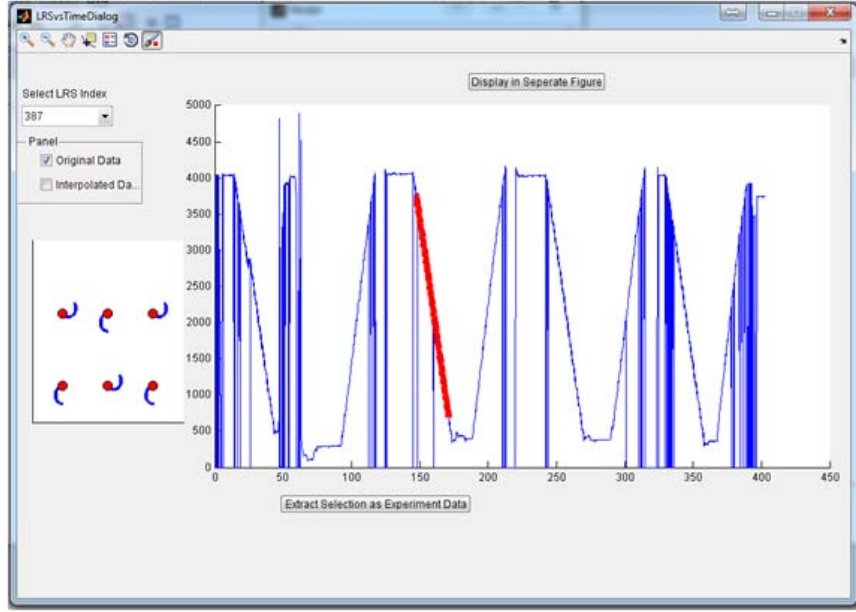 LRSvsTimeDialog
Display in Seperate Figure
Select LRS Index
387
Panel
Original Data
Interpolated Da...
5000
4500
4000
3500
3000
2500
2000
1500
1000
500
0
0 50 100 150 200 250 300 350 400 450
Extract Selection as Experiment Data